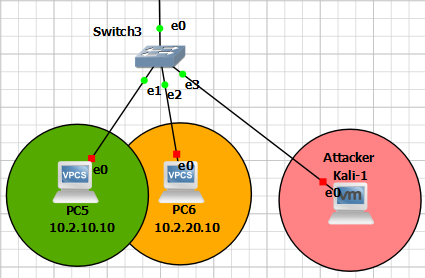 Switch3
e0
e1
e2
e3
e0
e0
e0
VPCS
VPCS
vm
PC5
10.2.10.10
PC6
10.2.20.10
Attacker
Kali-1